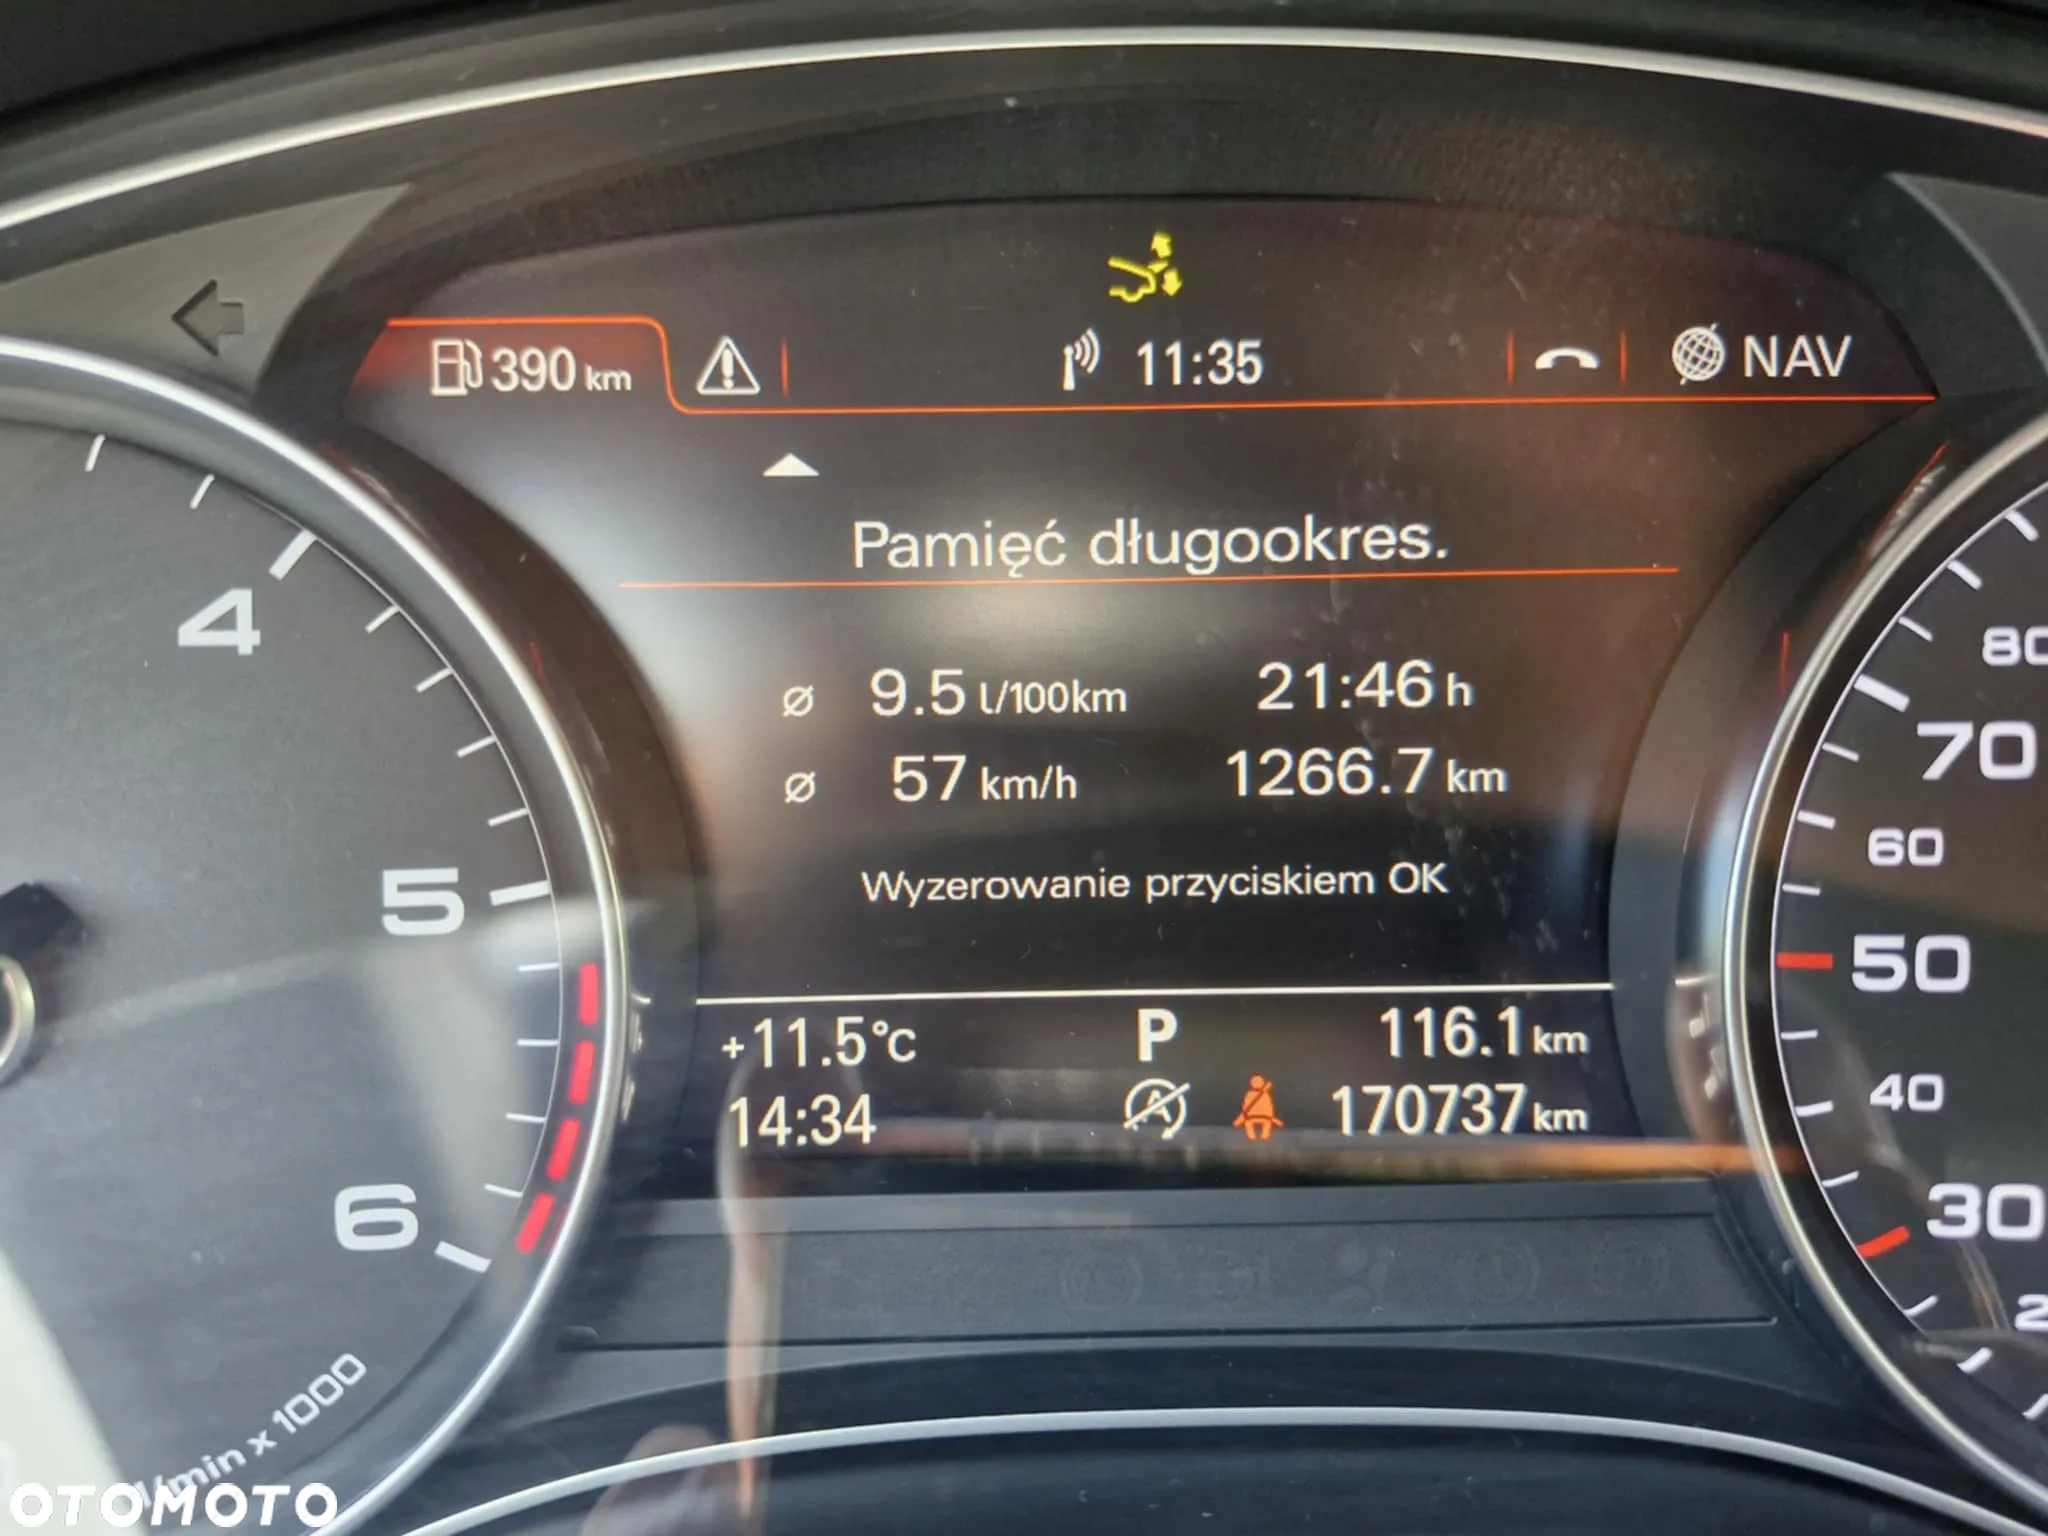 390 km 11:35 NAV
Pamięć długookres.
ø 9.5 l/100km 21:46 h
ø 57 km/h 1266.7 km
Wyzerowanie przyciskiem OK
+11.5°C P 116.1 km
14:34 170737 km
4
5
6
1/min x 1000
80
70
60
50
40
30
OTOMOTO